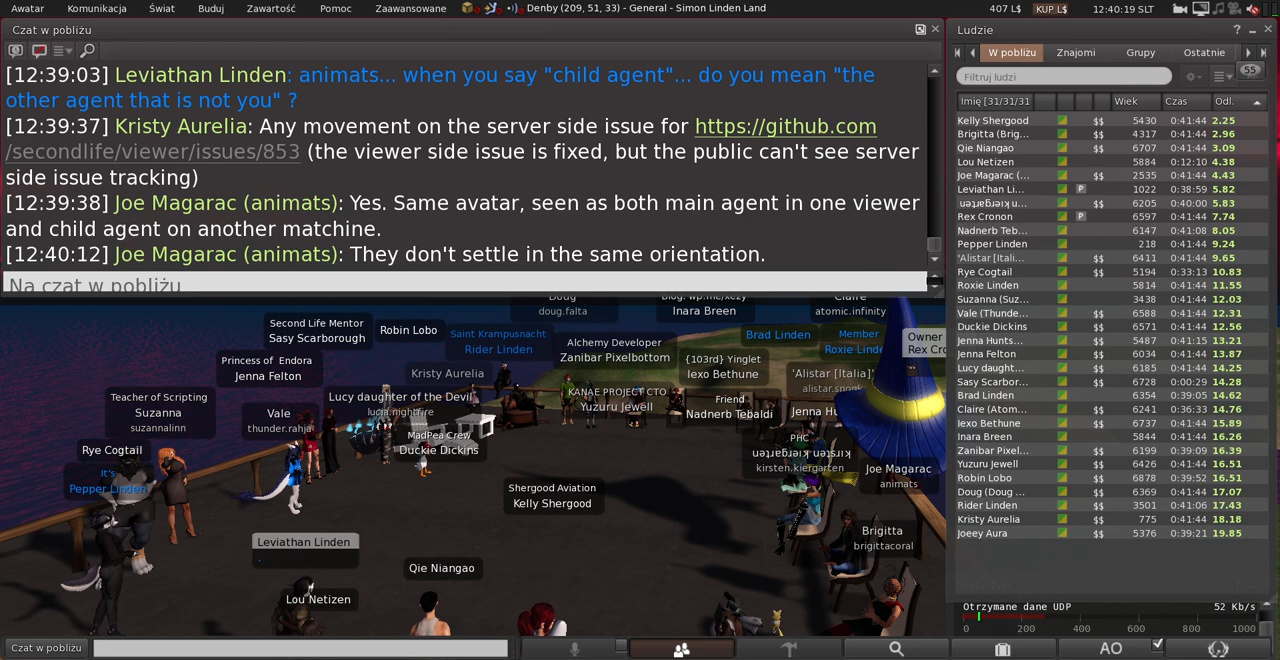 Awatar Komunikacja Świat Buduj Zawartość Pomoc Zaawansowane Denby (209, 51, 33) - General - Simon Linden Land 407 L$ KUP L$ 12:40:19 SLT
Czat w pobliżu
[12:39:03] Leviathan Linden: animats... when you say "child agent"... do you mean "the
other agent that is not you" ?
[12:39:37] Kristy Aurelia: Any movement on the server side issue for https://github.com
/secondlife/viewer/issues/853 (the viewer side issue is fixed, but the public can't see server
side issue tracking)
[12:39:38] Joe Magarac (animats): Yes. Same avatar, seen as both main agent in one viewer
and child agent on another matchine.
[12:40:12] Joe Magarac (animats): They don't settle in the same orientation.
Na czat w pobliżu
Doug
doug.falta
Blog: wp.me/xezy
Inara Breen
Claire
atomic.infinity
Second Life Mentor
Sasy Scarborough
Robin Lobo
Saint Krampusnacht
Rider Linden
Alchemy Developer
Zanibar Pixelbottom
Brad Linden
Member
Roxie Linde
Owner
Rex Cro
Princess of Endora
Jenna Felton
Kristy Aurelia
{103rd} Yinglet
Iexo Bethune
'Alistar [Italia]'
Teacher of Scripting
Suzanna
suzannalinn
Vale
thunder.rahja
Lucy daughter of the Devil
KANAE PROJECT CTO
Yuzuru Jewell
Friend
Nadnerb Tebaldi
Jenna Hu
MadPea Crew
Duckie Dickins
Rye Cogtail
PHC
kirsten.kiergarten
It's
Pepper Linden
Joe Magarac
animats
Shergood Aviation
Kelly Shergood
Brigitta
brigittacoral
Leviathan Linden
.
Qie Niangao
Lou Netizen
Czat w pobliżu
AO
Ludzie
W pobliżu Znajomi Grupy Ostatnie
Filtruj ludzi
55
Imię [31/31/31 Wiek Czas Odl.
Kelly Shergood $$ 5430 0:41:44 2.25
Brigitta (Brig... $$ 4317 0:41:44 2.96
Qie Niangao $$ 6707 0:41:44 3.09
Lou Netizen 5884 0:12:10 4.38
Joe Magarac (... $$ 2535 0:41:44 4.43
Leviathan Li... P 1022 0:38:59 5.82
$$ 6205 0:40:00 5.83
Rex Cronon P 6597 0:41:44 7.74
Nadnerb Teb... 6147 0:41:08 8.05
Pepper Linden 218 0:41:44 9.24
'Alistar [Itali... $$ 6411 0:41:44 9.65
Rye Cogtail $$ 5194 0:33:13 10.83
Roxie Linden 5814 0:41:44 11.55
Suzanna (Suz... 3438 0:41:44 12.03
Vale (Thunde... $$ 6588 0:41:44 12.31
Duckie Dickins $$ 6571 0:41:44 12.56
Jenna Hunts... $$ 5487 0:41:15 13.21
Jenna Felton $$ 6034 0:41:44 13.87
Lucy daught... $$ 6185 0:41:44 14.25
Sasy Scarbor... $$ 6728 0:00:29 14.28
Brad Linden 6354 0:39:05 14.62
Claire (Atom... $$ 6241 0:36:33 14.76
Iexo Bethune $$ 6737 0:41:44 15.89
Inara Breen 5844 0:41:44 16.26
Zanibar Pixel... $$ 6199 0:39:09 16.39
Yuzuru Jewell $$ 6426 0:41:44 16.51
Robin Lobo $$ 6878 0:39:52 16.51
Doug (Doug ... $$ 6369 0:41:44 17.07
Rider Linden $$ 3501 0:41:06 17.43
Kristy Aurelia $$ 775 0:41:44 18.18
Joeey Aura $$ 5376 0:39:21 19.85
Otrzymane dane UDP 52 Kb/s
0 200 400 600 800 1000